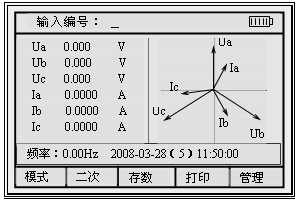 输入编号： _
Ua 0.000 V
Ub 0.000 V
Uc 0.000 V
Ia 0.0000 A
Ib 0.0000 A
Ic 0.0000 A
Ua
Ia
Ic
Uc
Ib
Ub
频率：0.00Hz 2008-03-28（5）11:50:00
模式 二次 存数 打印 管理